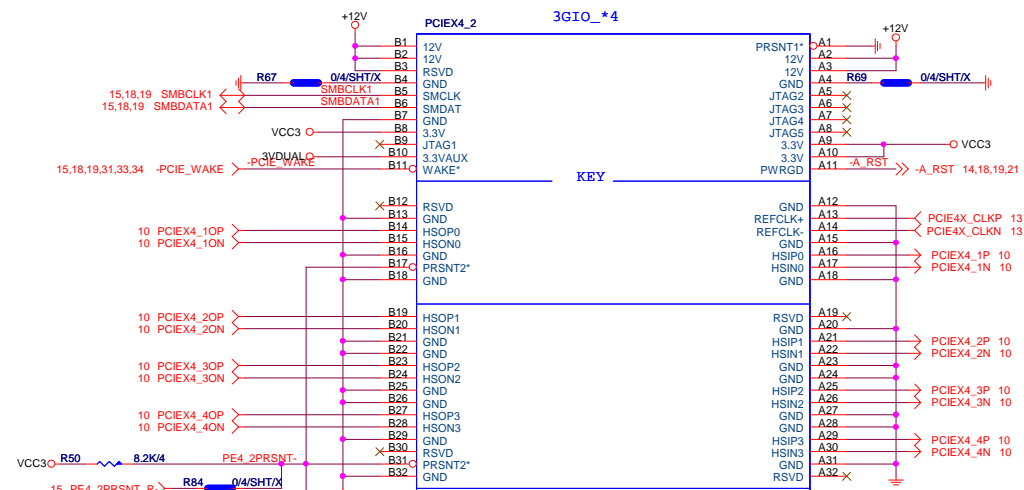 3GIO_*4
+12V PCIEX4_2 +12V
B1 12V PRSNT1* A1
B2 12V 12V A2
B3 RSVD 12V A3
R67 0/4/SHT/X B4 GND GND A4 R69 0/4/SHT/X
15,18,19 SMBCLK1 SMBCLK1 B5 SMCLK JTAG2 A5
15,18,19 SMBDATA1 SMBDATA1 B6 SMDAT JTAG3 A6
B7 GND JTAG4 A7
VCC3 B8 3.3V JTAG5 A8
B9 JTAG1 3.3V A9 VCC3
3VDUAL B10 3.3VAUX 3.3V A10
15,18,19,31,33,34 -PCIE_WAKE -PCIE_WAKE B11 WAKE* PWRGD A11 -A_RST -A_RST 14,18,19,21
KEY
B12 RSVD GND A12
B13 GND REFCLK+ A13 PCIE4X_CLKP 13
10 PCIEX4_1OP B14 HSOP0 REFCLK- A14 PCIE4X_CLKN 13
10 PCIEX4_1ON B15 HSON0 GND A15
B16 GND HSIP0 A16 PCIEX4_1P 10
B17 PRSNT2* HSIN0 A17 PCIEX4_1N 10
B18 GND GND A18
10 PCIEX4_2OP B19 HSOP1 RSVD A19
10 PCIEX4_2ON B20 HSON1 GND A20
B21 GND HSIP1 A21 PCIEX4_2P 10
B22 GND HSIN1 A22 PCIEX4_2N 10
10 PCIEX4_3OP B23 HSOP2 GND A23
10 PCIEX4_3ON B24 HSON2 GND A24
B25 GND HSIP2 A25 PCIEX4_3P 10
B26 GND HSIN2 A26 PCIEX4_3N 10
10 PCIEX4_4OP B27 HSOP3 GND A27
10 PCIEX4_4ON B28 HSON3 GND A28
B29 GND HSIP3 A29 PCIEX4_4P 10
B30 RSVD HSIN3 A30 PCIEX4_4N 10
VCC3 R50 8.2K/4 PE4_2PRSNT- B31 PRSNT2* GND A31
B32 GND RSVD A32
15 PE4_2PRSNT_R- R84 0/4/SHT/X